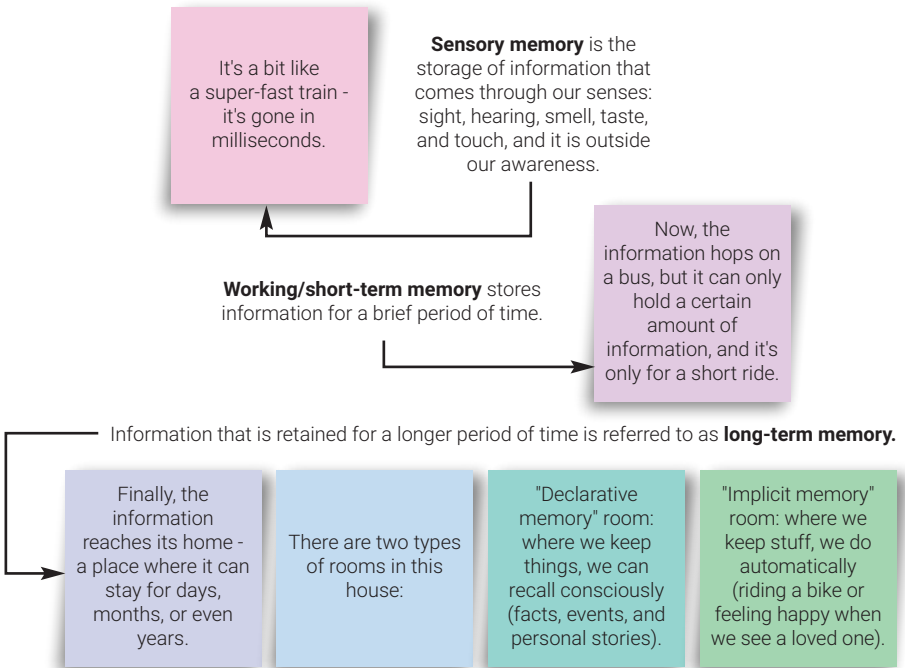 It's a bit like
a super-fast train -
it's gone in
milliseconds.
Sensory memory is the
storage of information that
comes through our senses:
sight, hearing, smell, taste,
and touch, and it is outside
our awareness.
Now, the
information hops on
a bus, but it can only
hold a certain
amount of
information, and it's
only for a short ride.
Working/short-term memory stores
information for a brief period of time.
Information that is retained for a longer period of time is referred to as long-term memory.
Finally, the
information
reaches its home -
a place where it can
stay for days,
months, or even
years.
There are two types
of rooms in this
house:
"Declarative
memory" room:
where we keep
things, we can
recall consciously
(facts, events, and
personal stories).
"Implicit memory"
room: where we
keep stuff, we do
automatically
(riding a bike or
feeling happy when
we see a loved one).